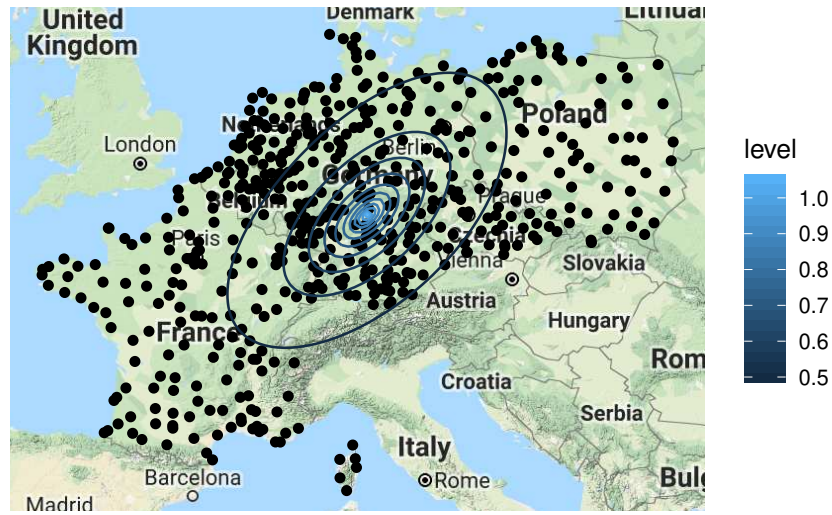 Denmark
United
Kingdom
London
Poland
Berlin
Germany
Prague
Paris
Slovakia
Austria
Hungary
France
Croatia
Serbia
Italy
Rome
Barcelona
Madrid
level
1.0
0.9
0.8
0.7
0.6
0.5